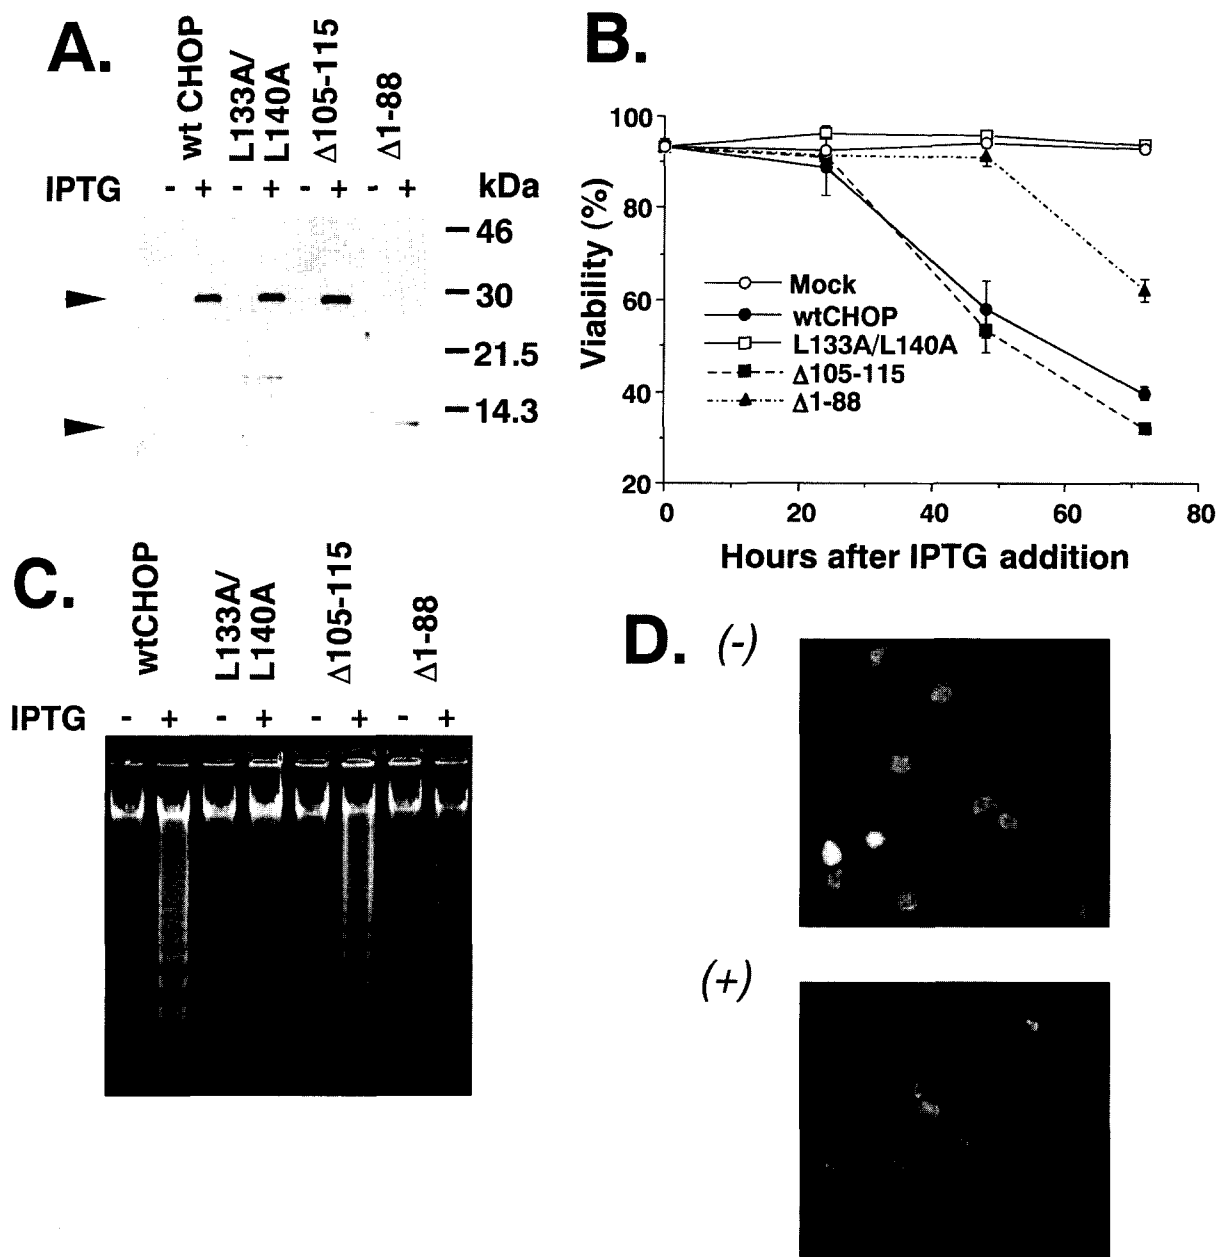 A.
wt CHOP
L133A/
L140A
Δ105-115
Δ1-88
IPTG - + - + - + - + kDa
46
30
21.5
14.3
B.
100
80
60
40
20
Viability (%)
Mock
wtCHOP
L133A/L140A
Δ105-115
Δ1-88
0 20 40 60 80
Hours after IPTG addition
C.
wtCHOP
L133A/
L140A
Δ105-115
Δ1-88
IPTG - + - + - + - +
D.
(-)
(+)